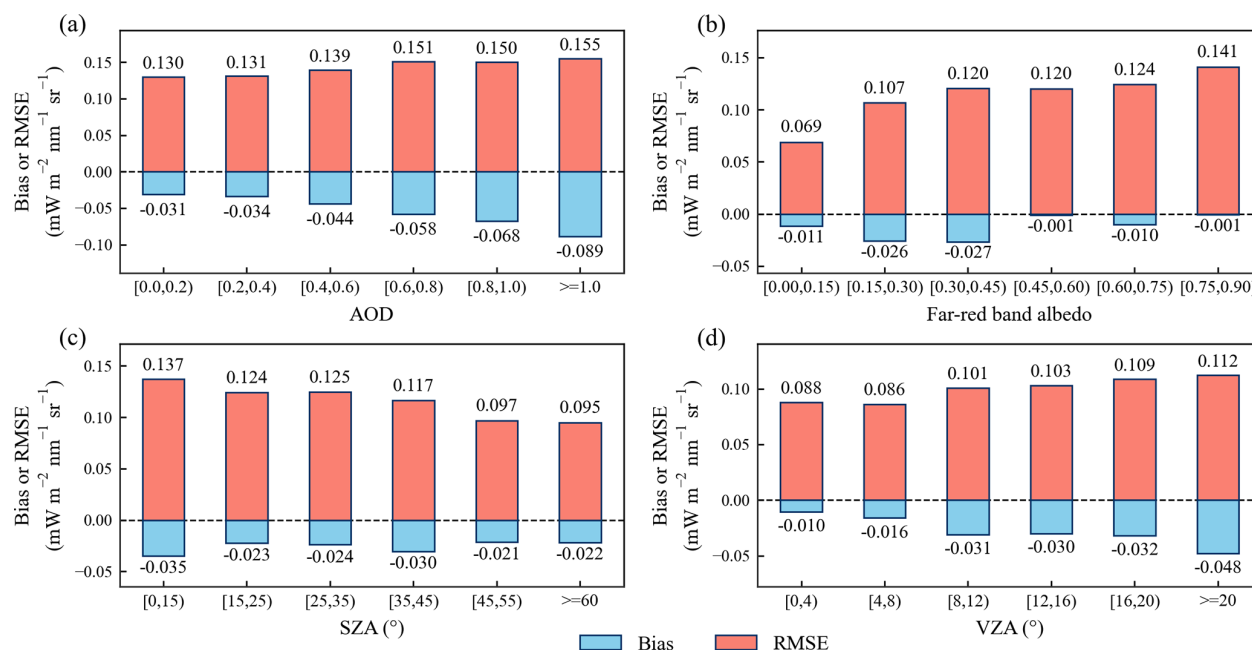 (a)
Bias or RMSE
(mW m⁻² nm⁻¹ sr⁻¹)
0.15
0.10
0.05
0.00
−0.05
−0.10
0.130 0.131 0.139 0.151 0.150 0.155
-0.031 -0.034 -0.044 -0.058 -0.068 -0.089
[0.0,0.2) [0.2,0.4) [0.4,0.6) [0.6,0.8) [0.8,1.0) >=1.0
AOD
(b)
Bias or RMSE
(mW m⁻² nm⁻¹ sr⁻¹)
0.15
0.10
0.05
0.00
−0.05
0.069 0.107 0.120 0.120 0.124 0.141
-0.011 -0.026 -0.027 -0.001 -0.010 -0.001
[0.00,0.15) [0.15,0.30) [0.30,0.45) [0.45,0.60) [0.60,0.75) [0.75,0.90)
Far-red band albedo
(c)
Bias or RMSE
(mW m⁻² nm⁻¹ sr⁻¹)
0.15
0.10
0.05
0.00
−0.05
0.137 0.124 0.125 0.117 0.097 0.095
-0.035 -0.023 -0.024 -0.030 -0.021 -0.022
[0,15) [15,25) [25,35) [35,45) [45,55) >=60
SZA (°)
(d)
Bias or RMSE
(mW m⁻² nm⁻¹ sr⁻¹)
0.10
0.05
0.00
−0.05
0.088 0.086 0.101 0.103 0.109 0.112
-0.010 -0.016 -0.031 -0.030 -0.032 -0.048
[0,4) [4,8) [8,12) [12,16) [16,20) >=20
VZA (°)
Bias RMSE